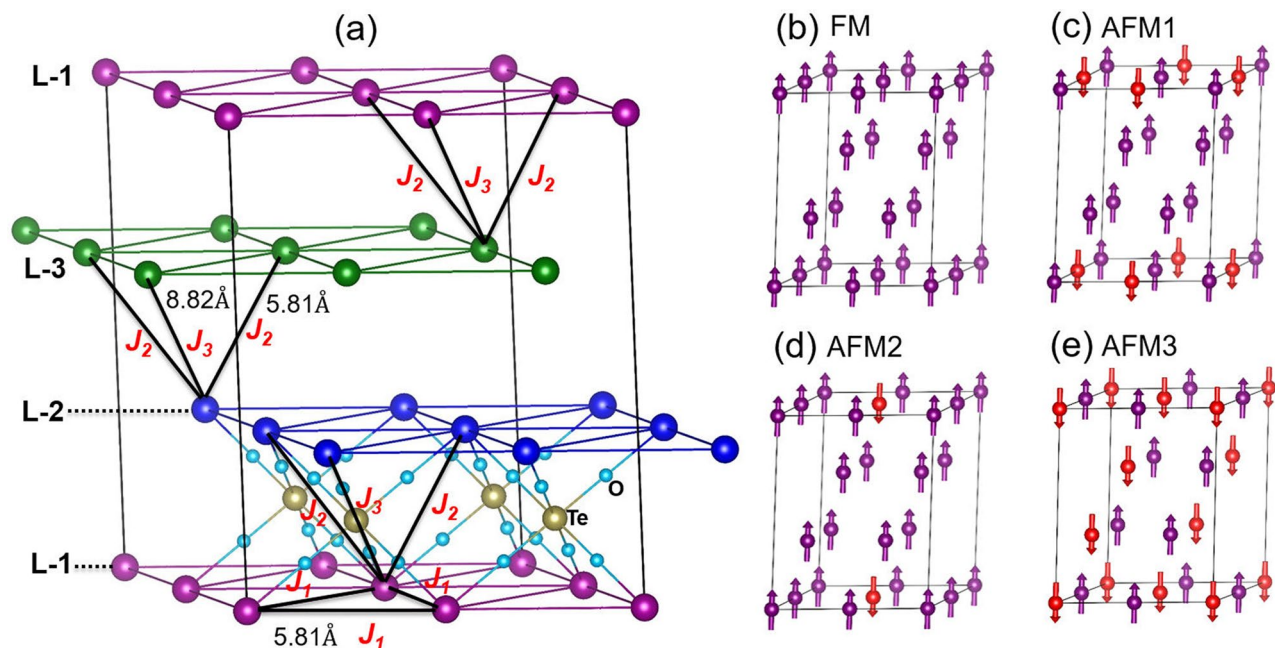 (a)
(b) FM
(c) AFM1
L-1
J2
J3
J2
L-3
8.82Å
5.81Å
J2
J3
J2
(d) AFM2
(e) AFM3
L-2
O
J2
J3
J2
Te
L-1
J1
J1
5.81Å
J1